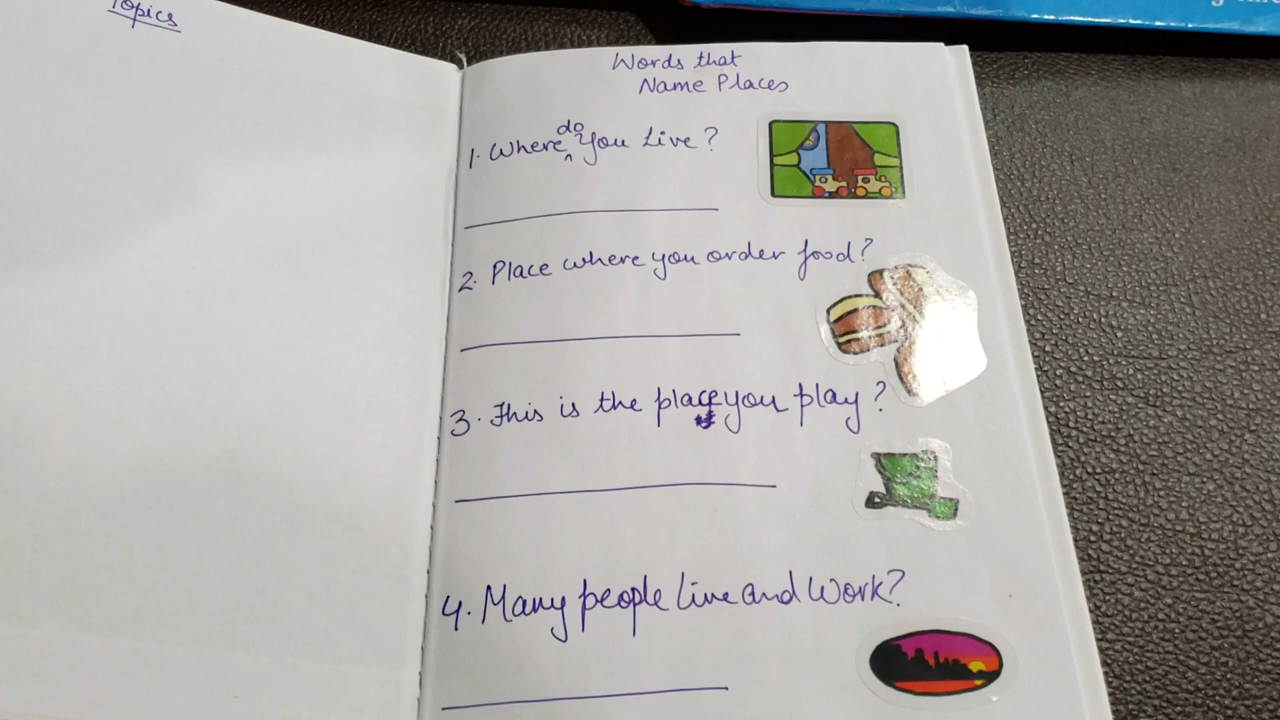 Topics
Words that
Name Places
1. Where do you Live?
2. Place where you order food?
3. This is the place you play?
4. Many people Live and Work?